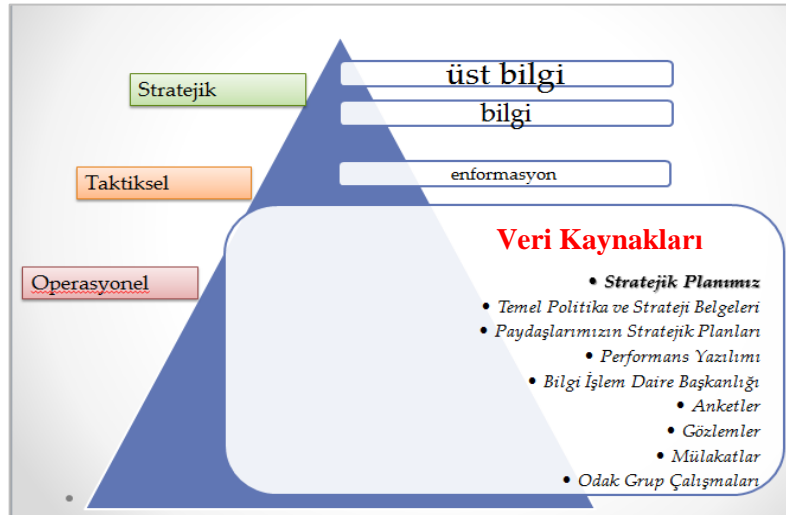 Stratejik
üst bilgi
bilgi
Taktiksel
enformasyon
Operasyonel
Veri Kaynakları
• Stratejik Planımız
• Temel Politika ve Strateji Belgeleri
• Paydaşlarımızın Stratejik Planları
• Performans Yazılımı
• Bilgi İşlem Daire Başkanlığı
• Anketler
• Gözlemler
• Mülakatlar
• Odak Grup Çalışmaları